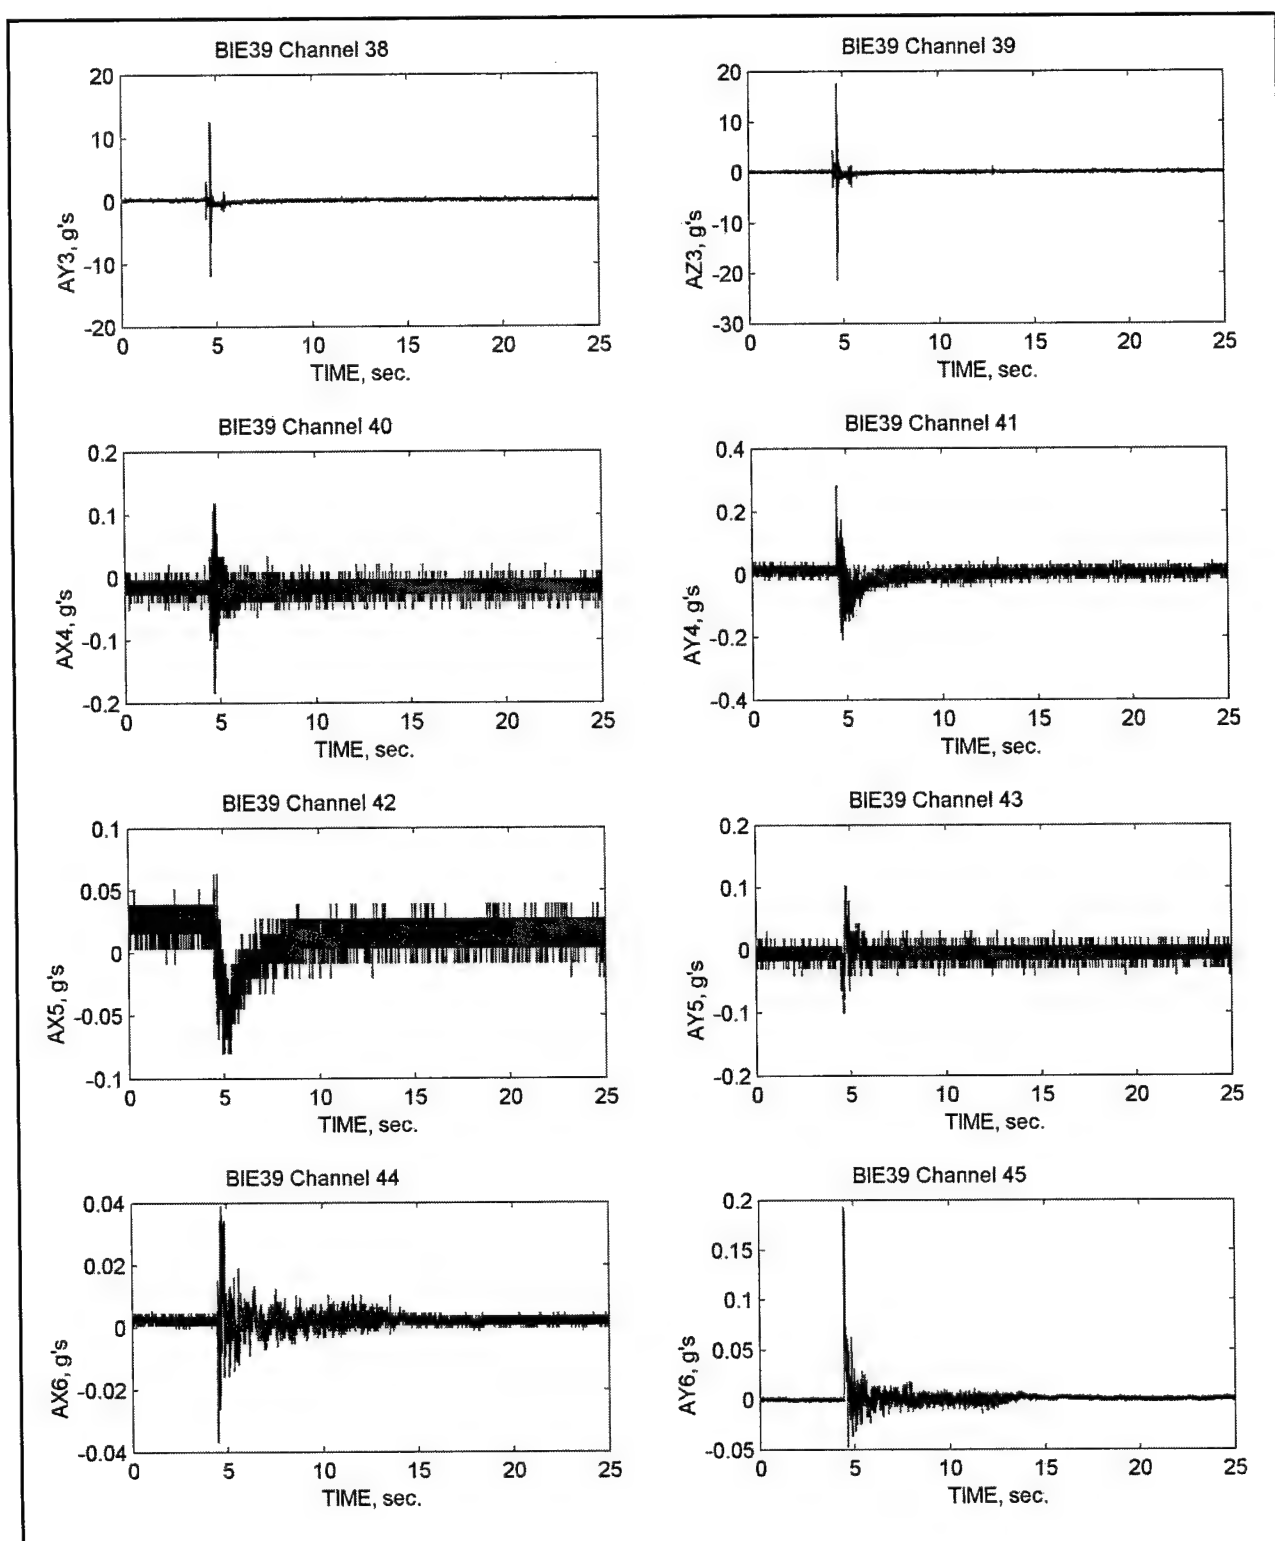 BIE39 Channel 38
20
10
0
-10
-20
AY3, g's
0 5 10 15 20 25
TIME, sec.
BIE39 Channel 39
20
10
0
-10
-20
-30
AZ3, g's
0 5 10 15 20 25
TIME, sec.
BIE39 Channel 40
0.2
0.1
0
-0.1
-0.2
AX4, g's
0 5 10 15 20 25
TIME, sec.
BIE39 Channel 41
0.4
0.2
0
-0.2
-0.4
AY4, g's
0 5 10 15 20 25
TIME, sec.
BIE39 Channel 42
0.1
0.05
0
-0.05
-0.1
AX5, g's
0 5 10 15 20 25
TIME, sec.
BIE39 Channel 43
0.2
0.1
0
-0.1
-0.2
AY5, g's
0 5 10 15 20 25
TIME, sec.
BIE39 Channel 44
0.04
0.02
0
-0.02
-0.04
AX6, g's
0 5 10 15 20 25
TIME, sec.
BIE39 Channel 45
0.2
0.15
0.1
0.05
0
-0.05
AY6, g's
0 5 10 15 20 25
TIME, sec.